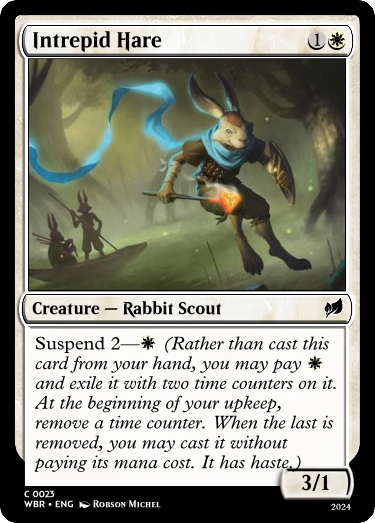 Intrepid Hare 1
Creature — Rabbit Scout
Suspend 2— (Rather than cast this
card from your hand, you may pay
and exile it with two time counters on it.
At the beginning of your upkeep,
remove a time counter. When the last is
removed, you may cast it without
paying its mana cost. It has haste.)
3/1
C 0023
WBR • ENG Robson Michel
2024